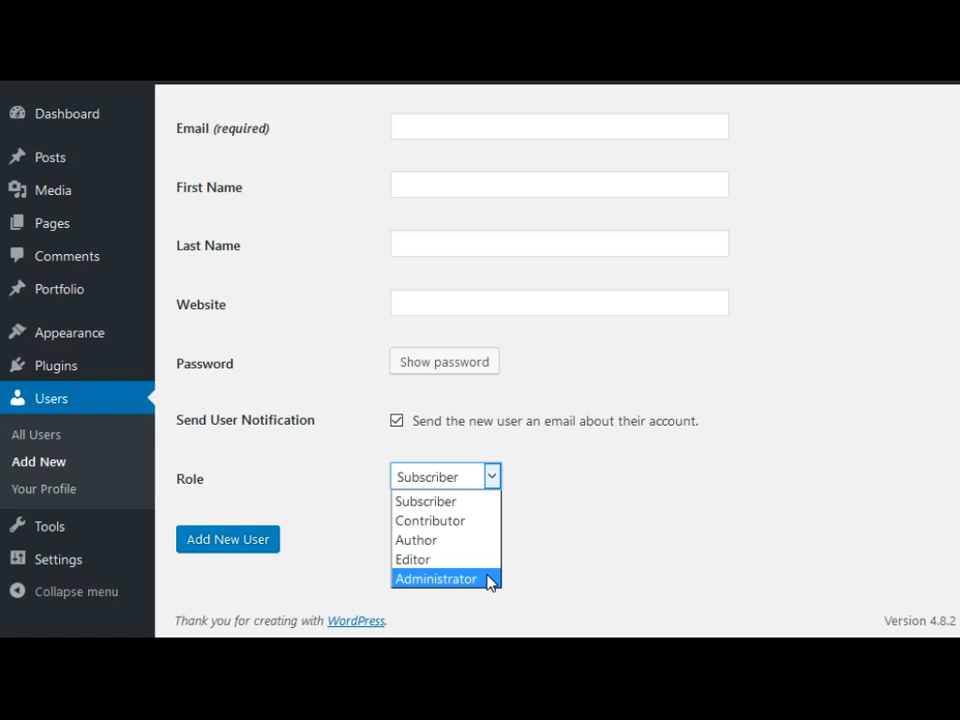 Dashboard
Posts
Media
Pages
Comments
Portfolio
Appearance
Plugins
Users
All Users
Add New
Your Profile
Tools
Settings
Collapse menu
Email (required)
First Name
Last Name
Website
Password
Show password
Send User Notification
Send the new user an email about their account.
Role
Subscriber
Subscriber
Contributor
Author
Editor
Administrator
Add New User
Thank you for creating with WordPress.
Version 4.8.2